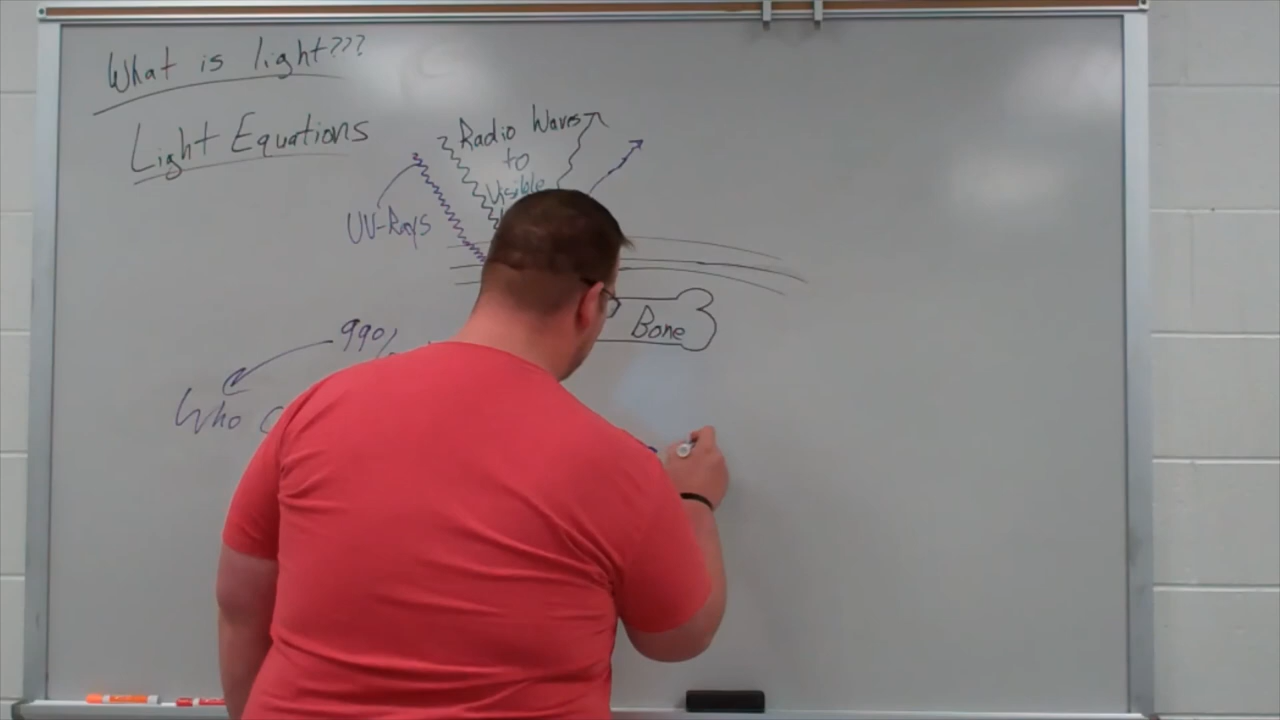 What is light???
Light Equations
Radio Waves
to
Visible
UV-Rays
Bone
99%
Who